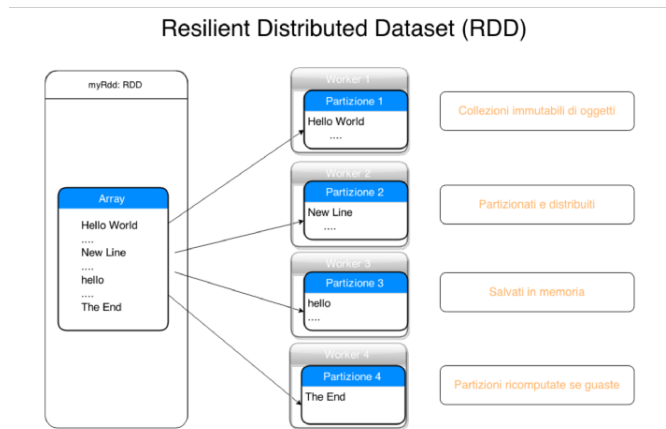 Resilient Distributed Dataset (RDD)
myRdd: RDD
Array
Hello World
....
New Line
....
hello
....
The End
Worker 1
Partizione 1
Hello World
....
Worker 2
Partizione 2
New Line
....
Worker 3
Partizione 3
hello
....
Worker 4
Partizione 4
The End
Collezioni immutabili di oggetti
Partizionati e distribuiti
Salvati in memoria
Partizioni ricomputate se guaste